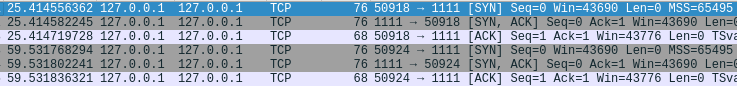 25.414556362 127.0.0.1 127.0.0.1 TCP 76 50918 → 1111 [SYN] Seq=0 Win=43690 Len=0 MSS=65495
25.414582245 127.0.0.1 127.0.0.1 TCP 76 1111 → 50918 [SYN, ACK] Seq=0 Ack=1 Win=43690 Len=0
25.414719728 127.0.0.1 127.0.0.1 TCP 68 50918 → 1111 [ACK] Seq=1 Ack=1 Win=43776 Len=0 TSva
59.531768294 127.0.0.1 127.0.0.1 TCP 76 50924 → 1111 [SYN] Seq=0 Win=43690 Len=0 MSS=65495
59.531802241 127.0.0.1 127.0.0.1 TCP 76 1111 → 50924 [SYN, ACK] Seq=0 Ack=1 Win=43690 Len=0
59.531836321 127.0.0.1 127.0.0.1 TCP 68 50924 → 1111 [ACK] Seq=1 Ack=1 Win=43776 Len=0 TSva